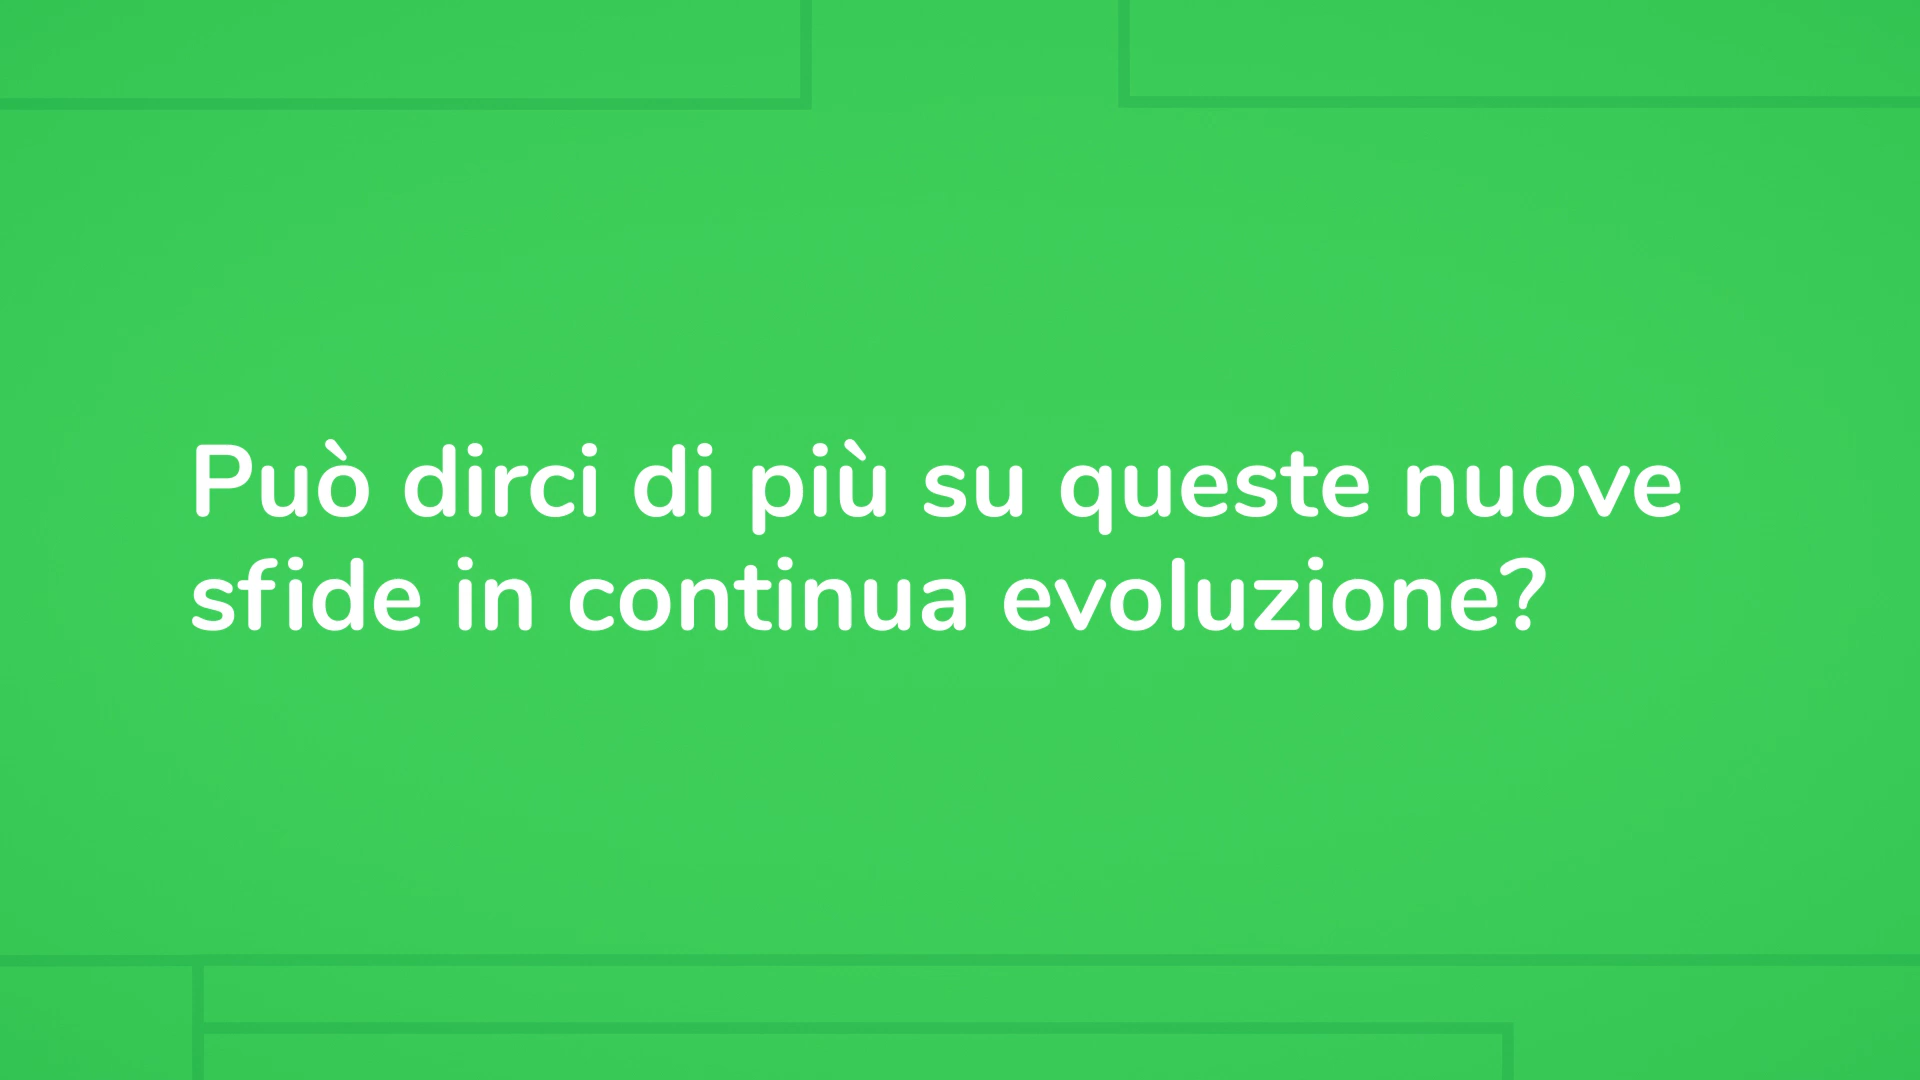 Può dirci di più su queste nuove
sfide in continua evoluzione?